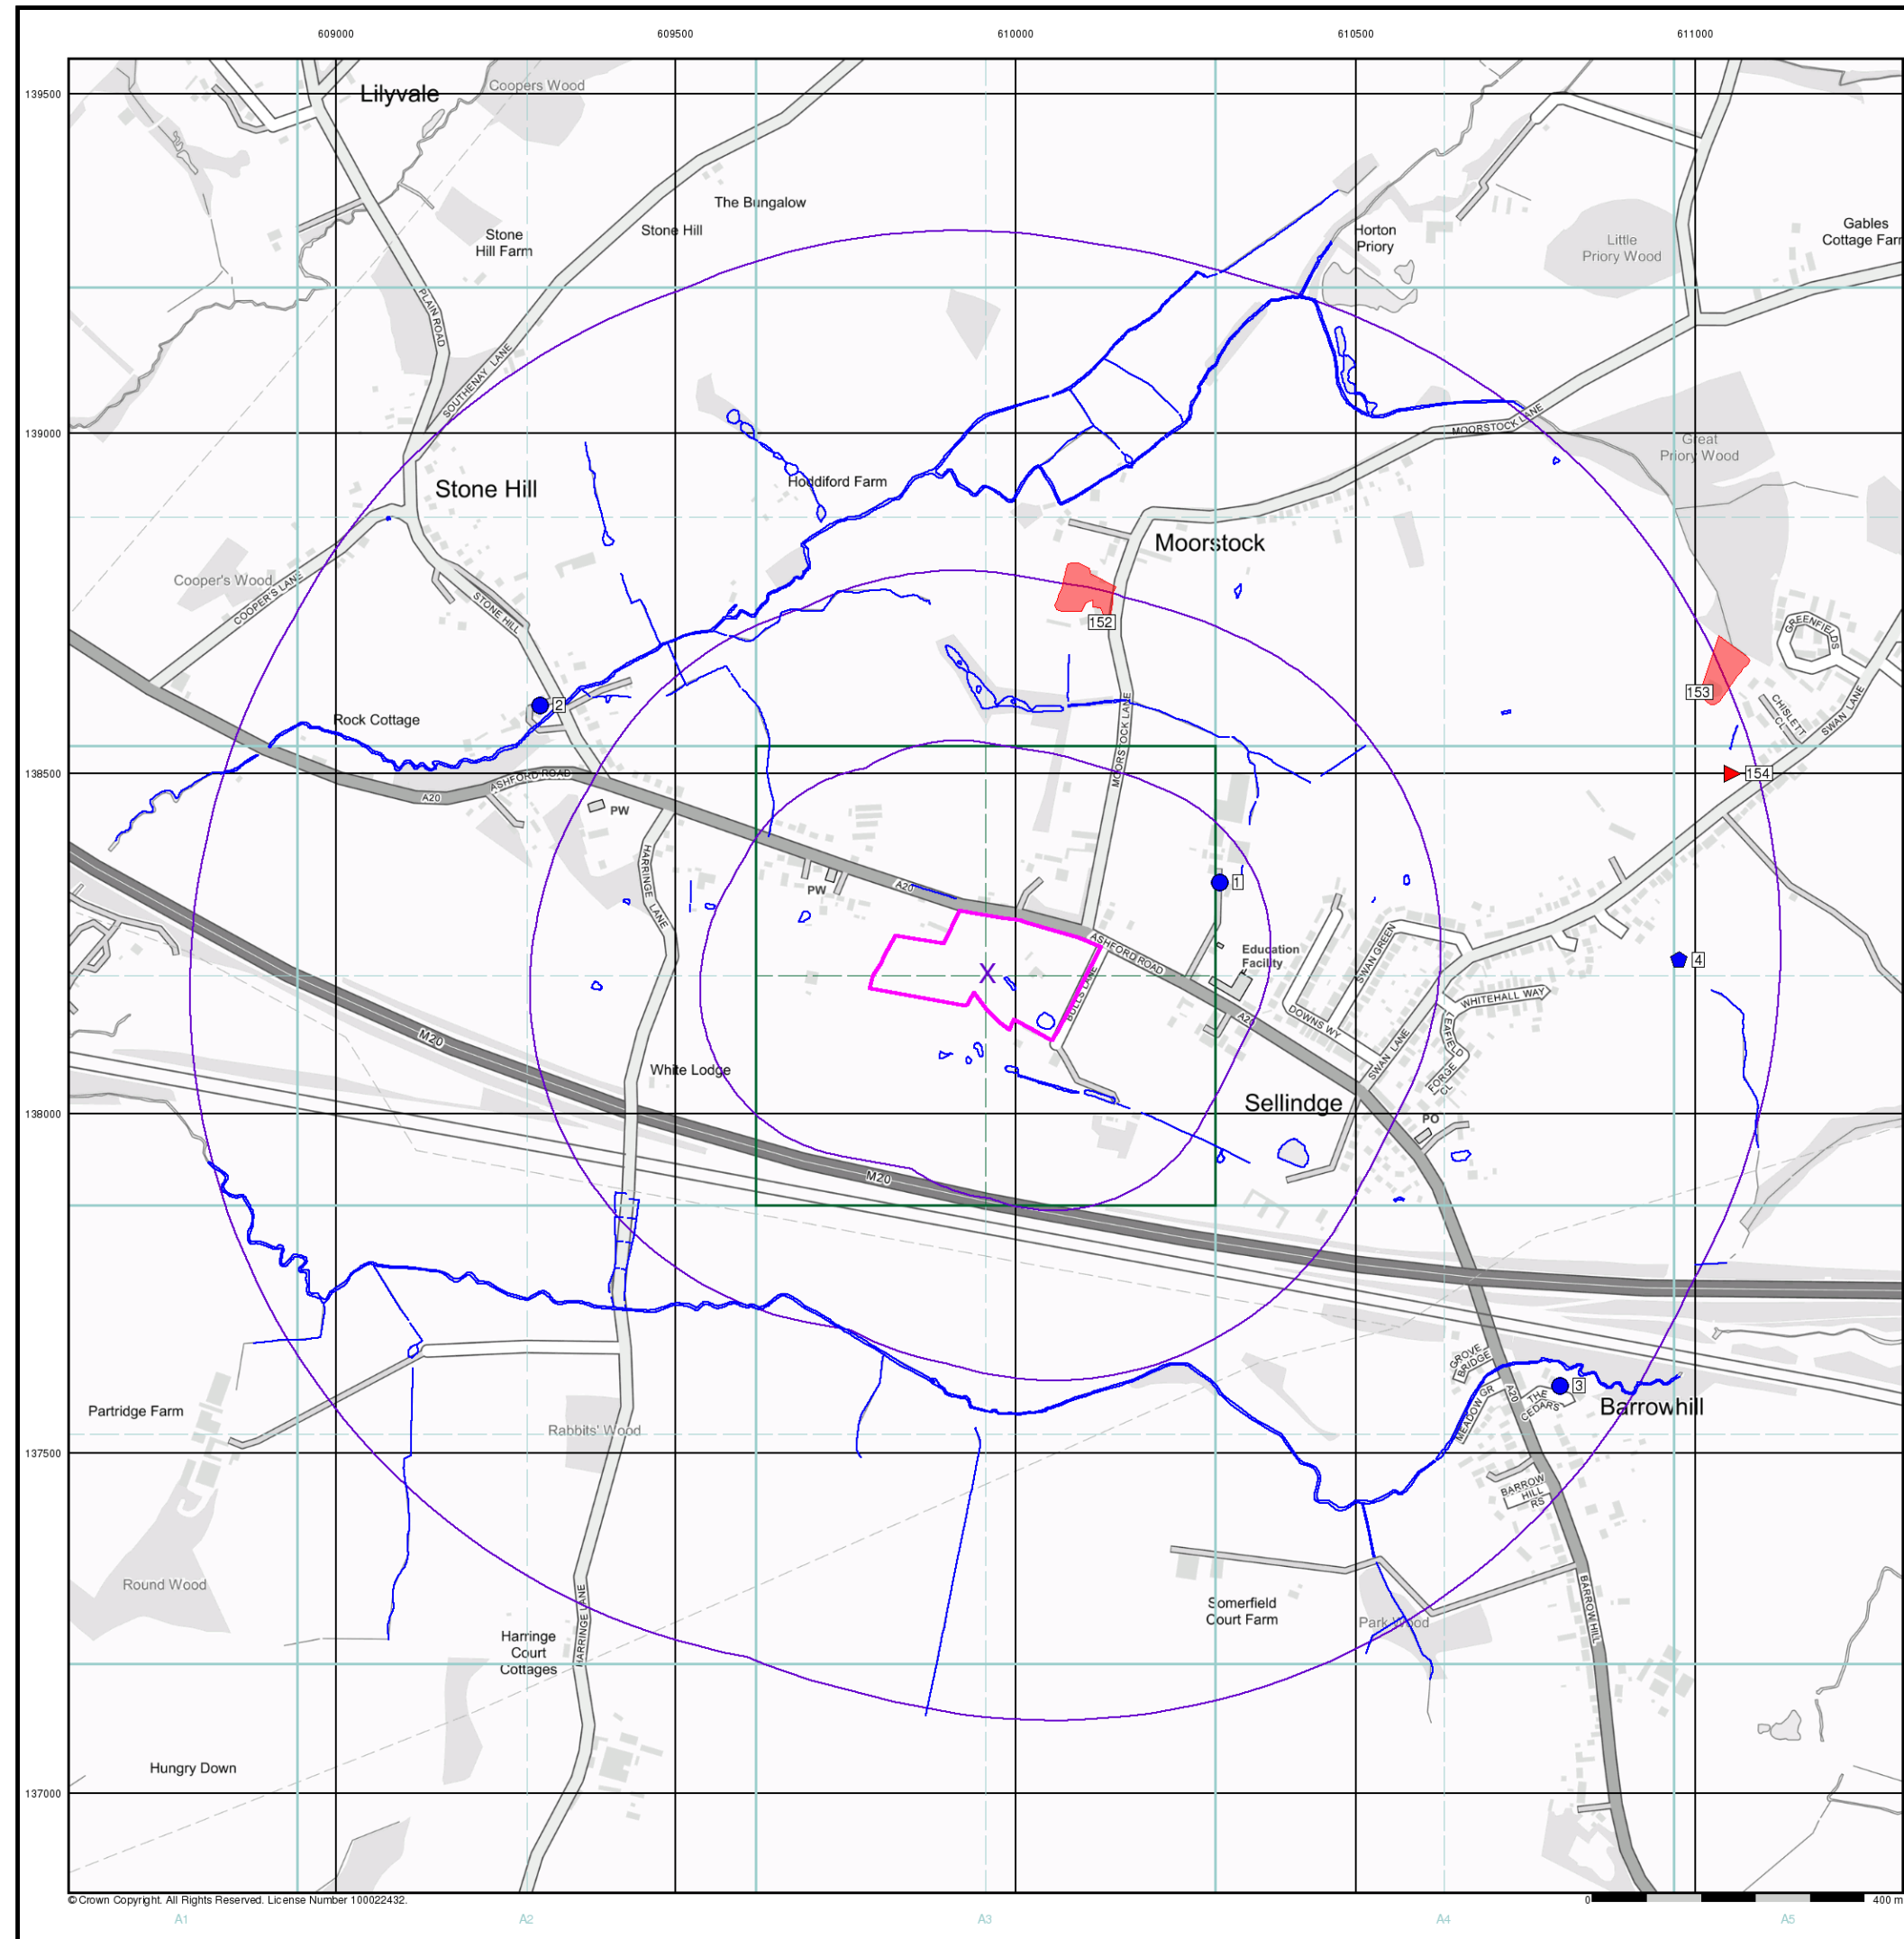 609000
609500
610000
610500
611000
139500
Lilyvale
Coopers Wood
The Bungalow
Stone
Hill Farm
Stone Hill
Horton
Priory
Little
Priory Wood
Gables
Cottage Farm
PLAIN ROAD
SOUTHENAY LANE
139000
MOORSTOCK LANE
Great
Priory Wood
Stone Hill
Hoddiford Farm
Moorstock
Cooper's Wood
COOPER'S LANE
STONE HILL
152
GREENFIELDS
153
CHISLETT
CL
SWAN LANE
2
Rock Cottage
MOORSTOCK LANE
138500
ASHFORD ROAD
A20
PW
154
HARRINGE LANE
PW
A20
1
ASHFORD ROAD
Education
Facility
SWAN GREEN
4
X
BULLS LANE
WHITEHALL WAY
DOWNS WY
A20
LEAFIELD
M20
White Lodge
SWAN LANE
FORGE
CL
138000
Sellindge
PO
M20
GROVE
BRIDGE
MEADOW GR
A20
THE
CEDARS
3
Barrowhill
Partridge Farm
Rabbits' Wood
137500
BARROW
HILL
RS
Round Wood
HARRINGE LANE
Somerfield
Court Farm
Park Wood
BARROW HILL
Harringe
Court
Cottages
Hungry Down
137000
© Crown Copyright. All Rights Reserved. License Number 100022432.
0
400 m
A1
A2
A3
A4
A5